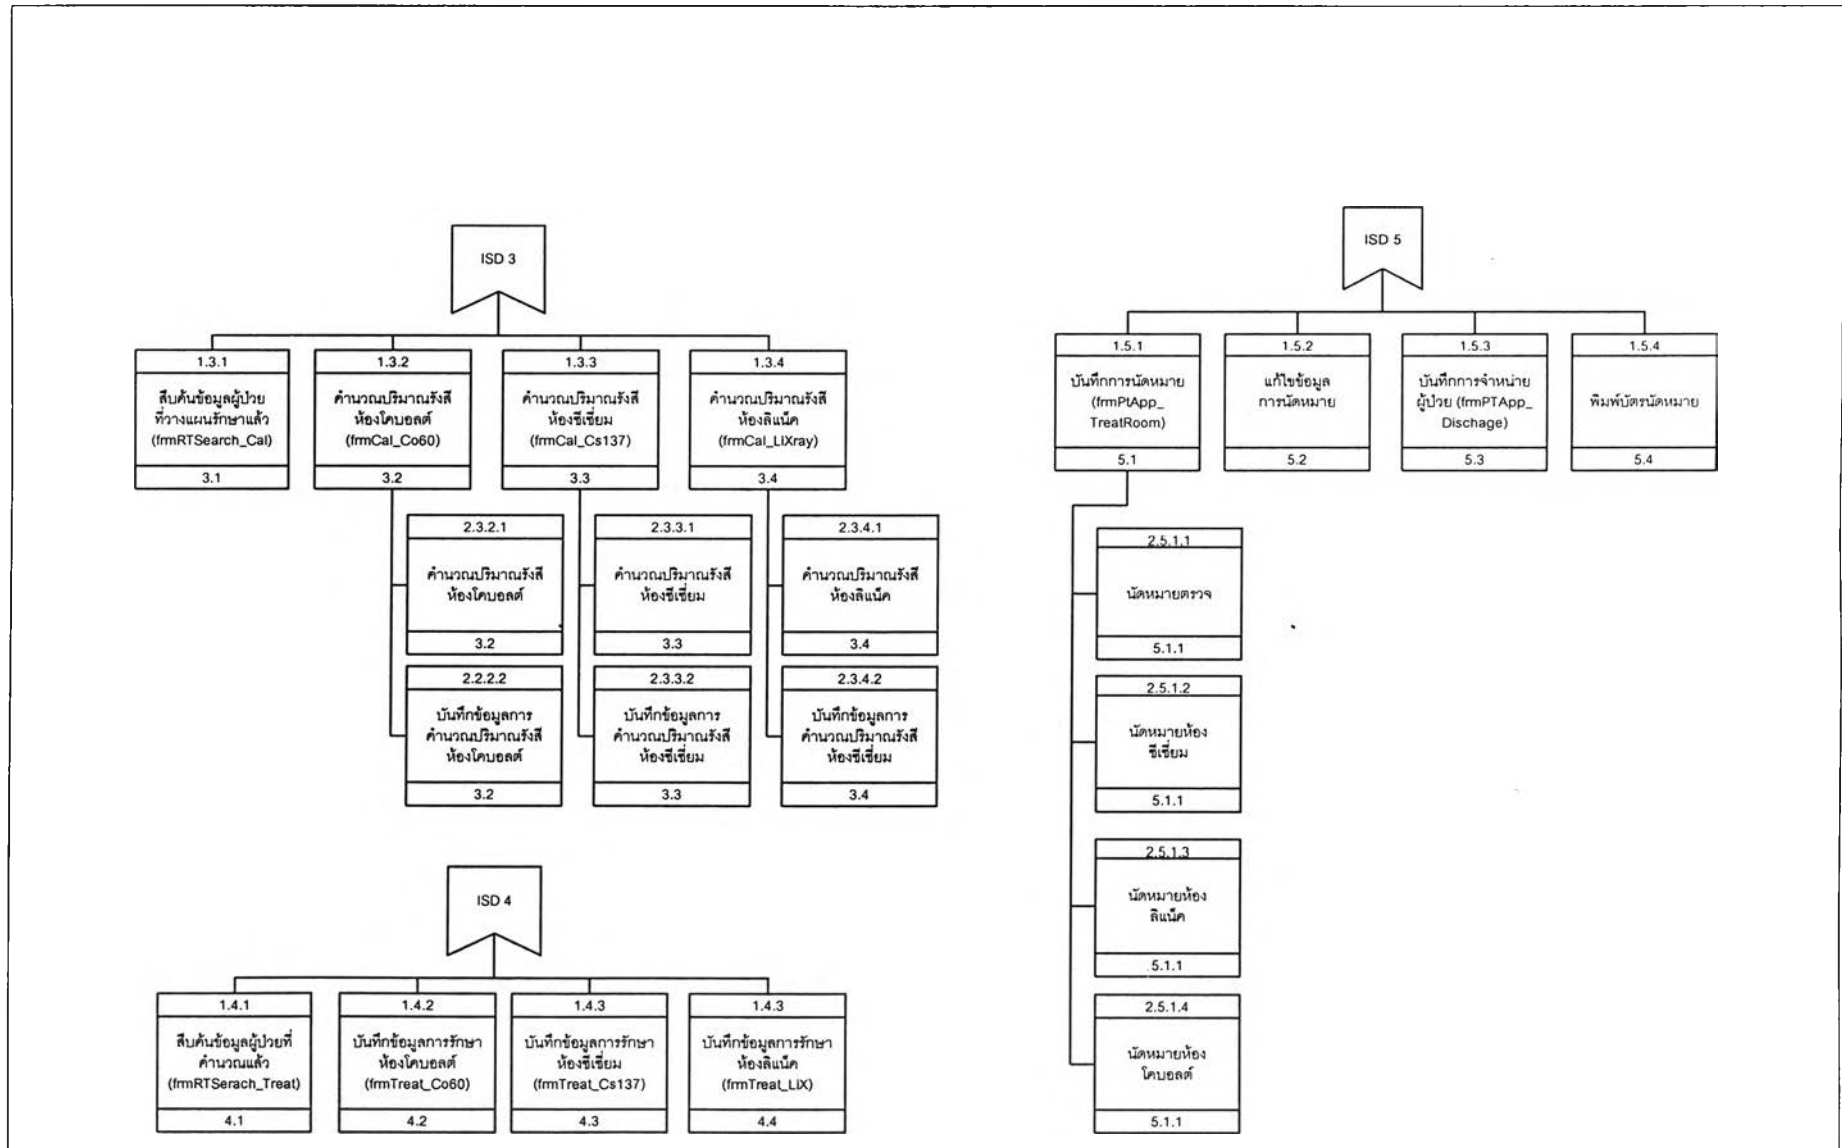 ISD 3
1.3.1
สืบค้นข้อมูลผู้ป่วย
ที่วางแผนรักษาแล้ว
(frmRTSearch_Cal)
3.1
1.3.2
คำนวณปริมาณรังสี
ห้องโคบอลต์
(frmCal_Co60)
3.2
1.3.3
คำนวณปริมาณรังสี
ห้องซีเซี่ยม
(frmCal_Cs137)
3.3
1.3.4
คำนวณปริมาณรังสี
ห้องลิแน็ค
(frmCal_LIXray)
3.4
2.3.2.1
คำนวณปริมาณรังสี
ห้องโคบอลต์
3.2
2.3.3.1
คำนวณปริมาณรังสี
ห้องซีเซี่ยม
3.3
2.3.4.1
คำนวณปริมาณรังสี
ห้องลิแน็ค
3.4
2.2.2.2
บันทึกข้อมูลการ
คำนวณปริมาณรังสี
ห้องโคบอลต์
3.2
2.3.3.2
บันทึกข้อมูลการ
คำนวณปริมาณรังสี
ห้องซีเซี่ยม
3.3
2.3.4.2
บันทึกข้อมูลการ
คำนวณปริมาณรังสี
ห้องซีเซี่ยม
3.4
ISD 4
1.4.1
สืบค้นข้อมูลผู้ป่วยที่
คำนวณแล้ว
(frmRTSerach_Treat)
4.1
1.4.2
บันทึกข้อมูลการรักษา
ห้องโคบอลต์
(frmTreat_Co60)
4.2
1.4.3
บันทึกข้อมูลการรักษา
ห้องซีเซี่ยม
(frmTreat_Cs137)
4.3
1.4.3
บันทึกข้อมูลการรักษา
ห้องลิแน็ค
(frmTreat_LIX)
4.4
ISD 5
1.5.1
บันทึกการนัดหมาย
(frmPtApp_
TreatRoom)
5.1
1.5.2
แก้ไขข้อมูล
การนัดหมาย
5.2
1.5.3
บันทึกการจำหน่าย
ผู้ป่วย (frmPTApp_
Dischage)
5.3
1.5.4
พิมพ์บัตรนัดหมาย
5.4
2.5.1.1
นัดหมายตรวจ
5.1.1
2.5.1.2
นัดหมายห้อง
ซีเซี่ยม
5.1.1
2.5.1.3
นัดหมายห้อง
ลิแน็ค
5.1.1
2.5.1.4
นัดหมายห้อง
โคบอลต์
5.1.1